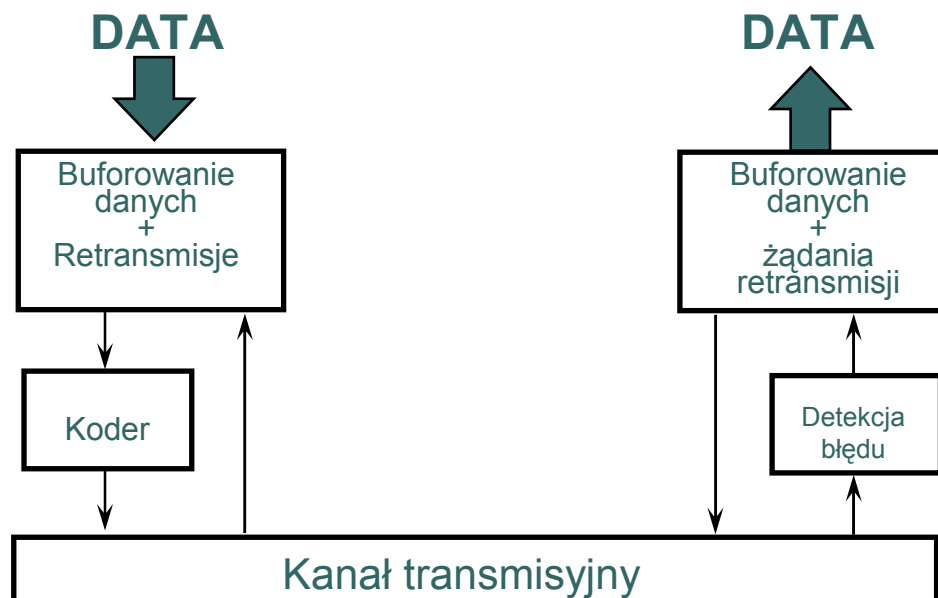 DATA
DATA
Buforowanie
danych
+
Retransmisje
Buforowanie
danych
+
żądania
retransmisji
Koder
Detekcja
błędu
Kanał transmisyjny